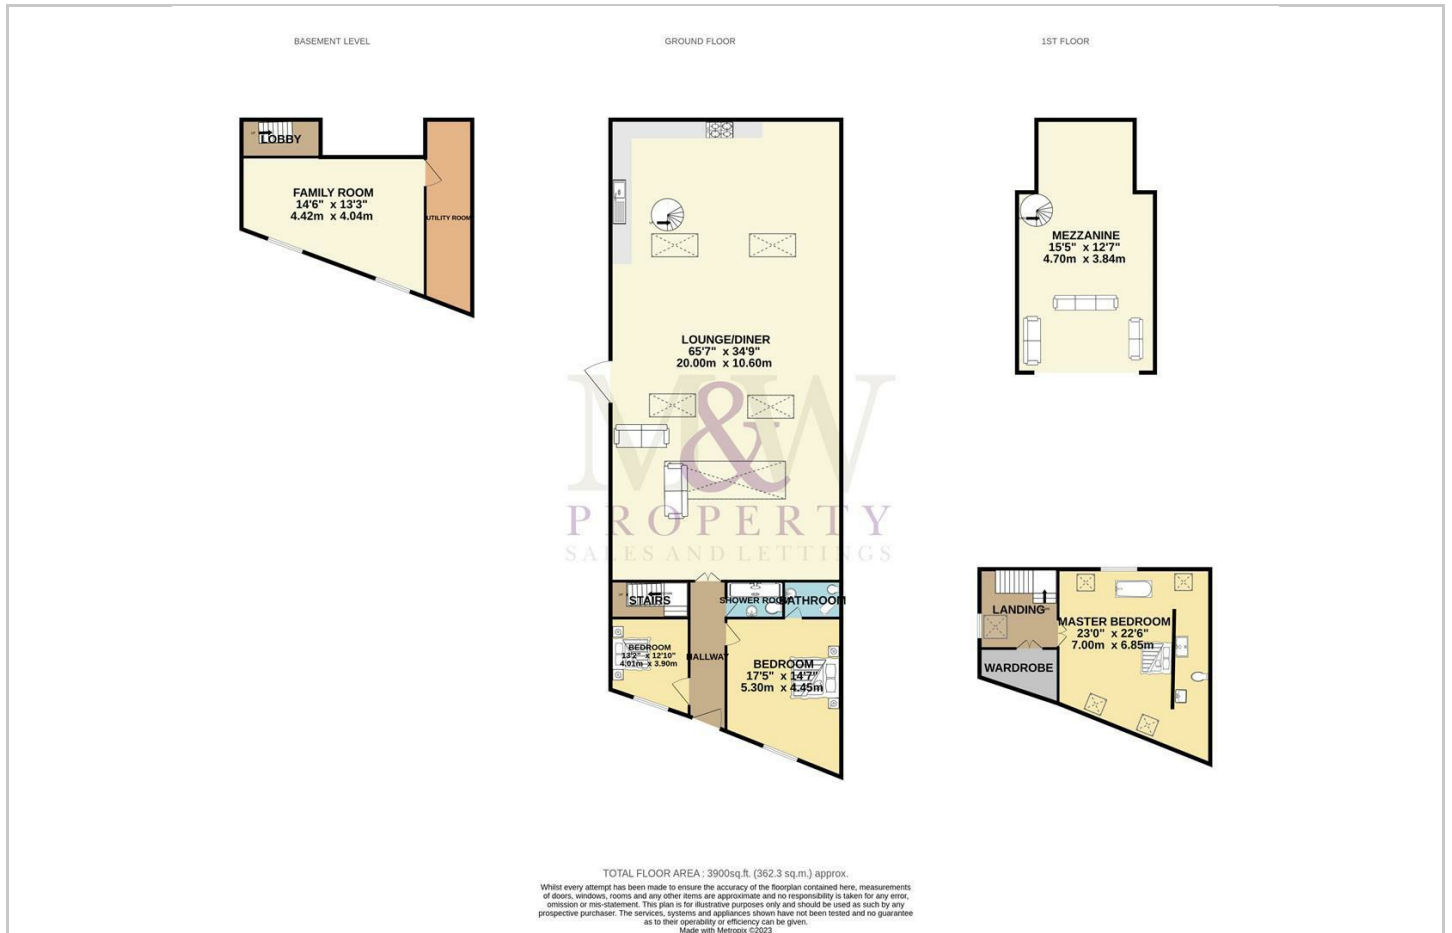 BASEMENT LEVEL
GROUND FLOOR
1ST FLOOR
LOBBY
FAMILY ROOM
14'6" x 13'3"
4.42m x 4.04m
UTILITY ROOM
LOUNGE/DINER
65'7" x 34'9"
20.00m x 10.60m
MEZZANINE
15'5" x 12'7"
4.70m x 3.84m
M&W
PROPERTY
SALES AND LETTINGS
STAIRS
SHOWER ROOM
BATHROOM
HALLWAY
BEDROOM
13'2" x 12'10"
4.01m x 3.90m
BEDROOM
17'5" x 14'7"
5.30m x 4.45m
LANDING
MASTER BEDROOM
23'0" x 22'6"
7.00m x 6.85m
WARDROBE
TOTAL FLOOR AREA : 3900sq.ft. (362.3 sq.m.) approx.
Whilst every attempt has been made to ensure the accuracy of the floorplan contained here, measurements
of doors, windows, rooms and any other items are approximate and no responsibility is taken for any error,
omission or mis-statement. This plan is for illustrative purposes only and should be used as such by any
prospective purchaser. The services, systems and appliances shown have not been tested and no guarantee
as to their operability or efficiency can be given.
Made with Metropix ©2023